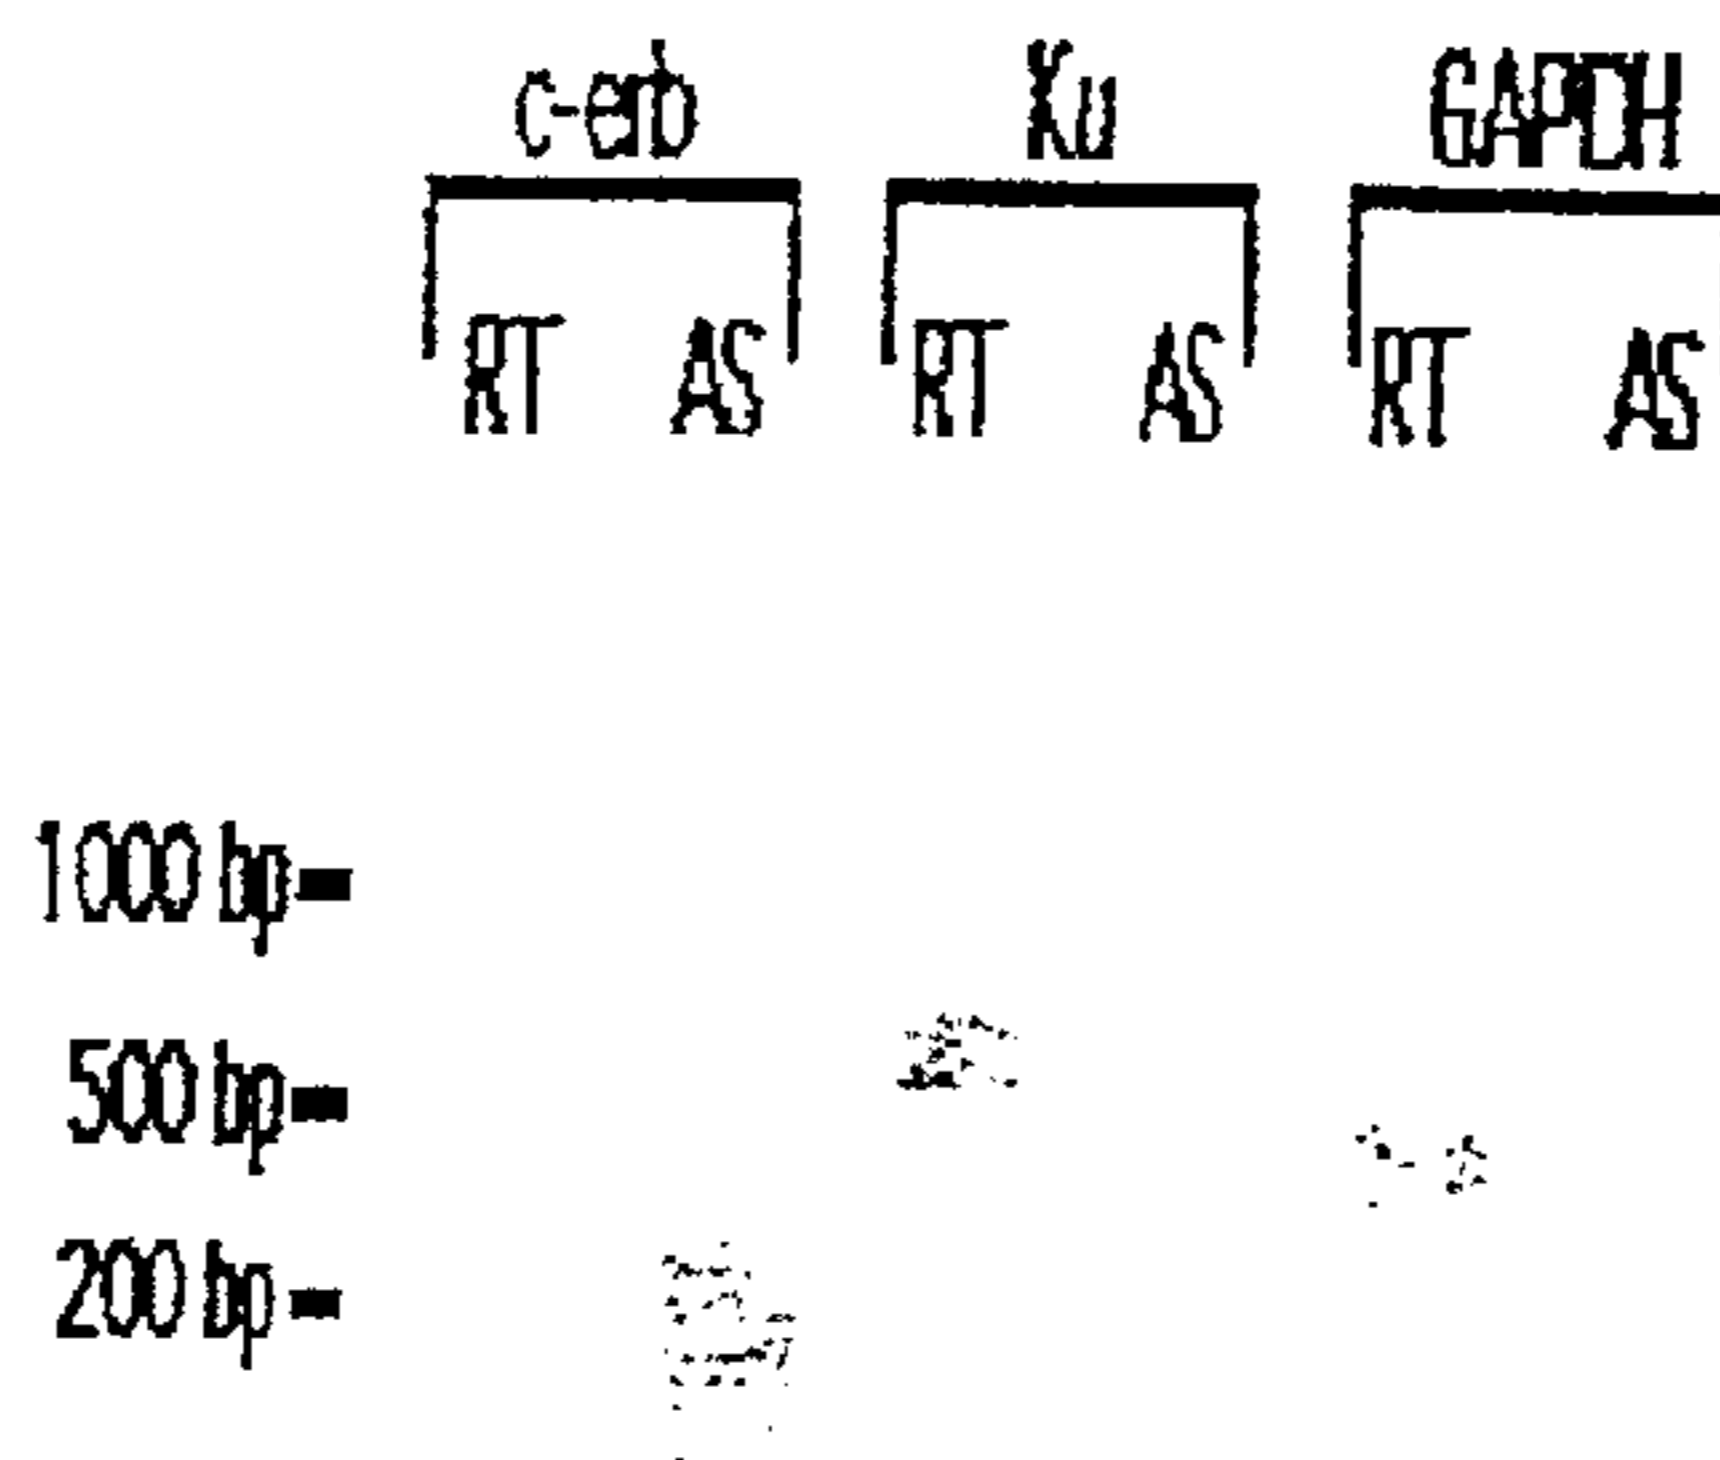 c-erb Ku GAPDH
RT AS RT AS RT AS
1000 bp
500 bp
200 bp